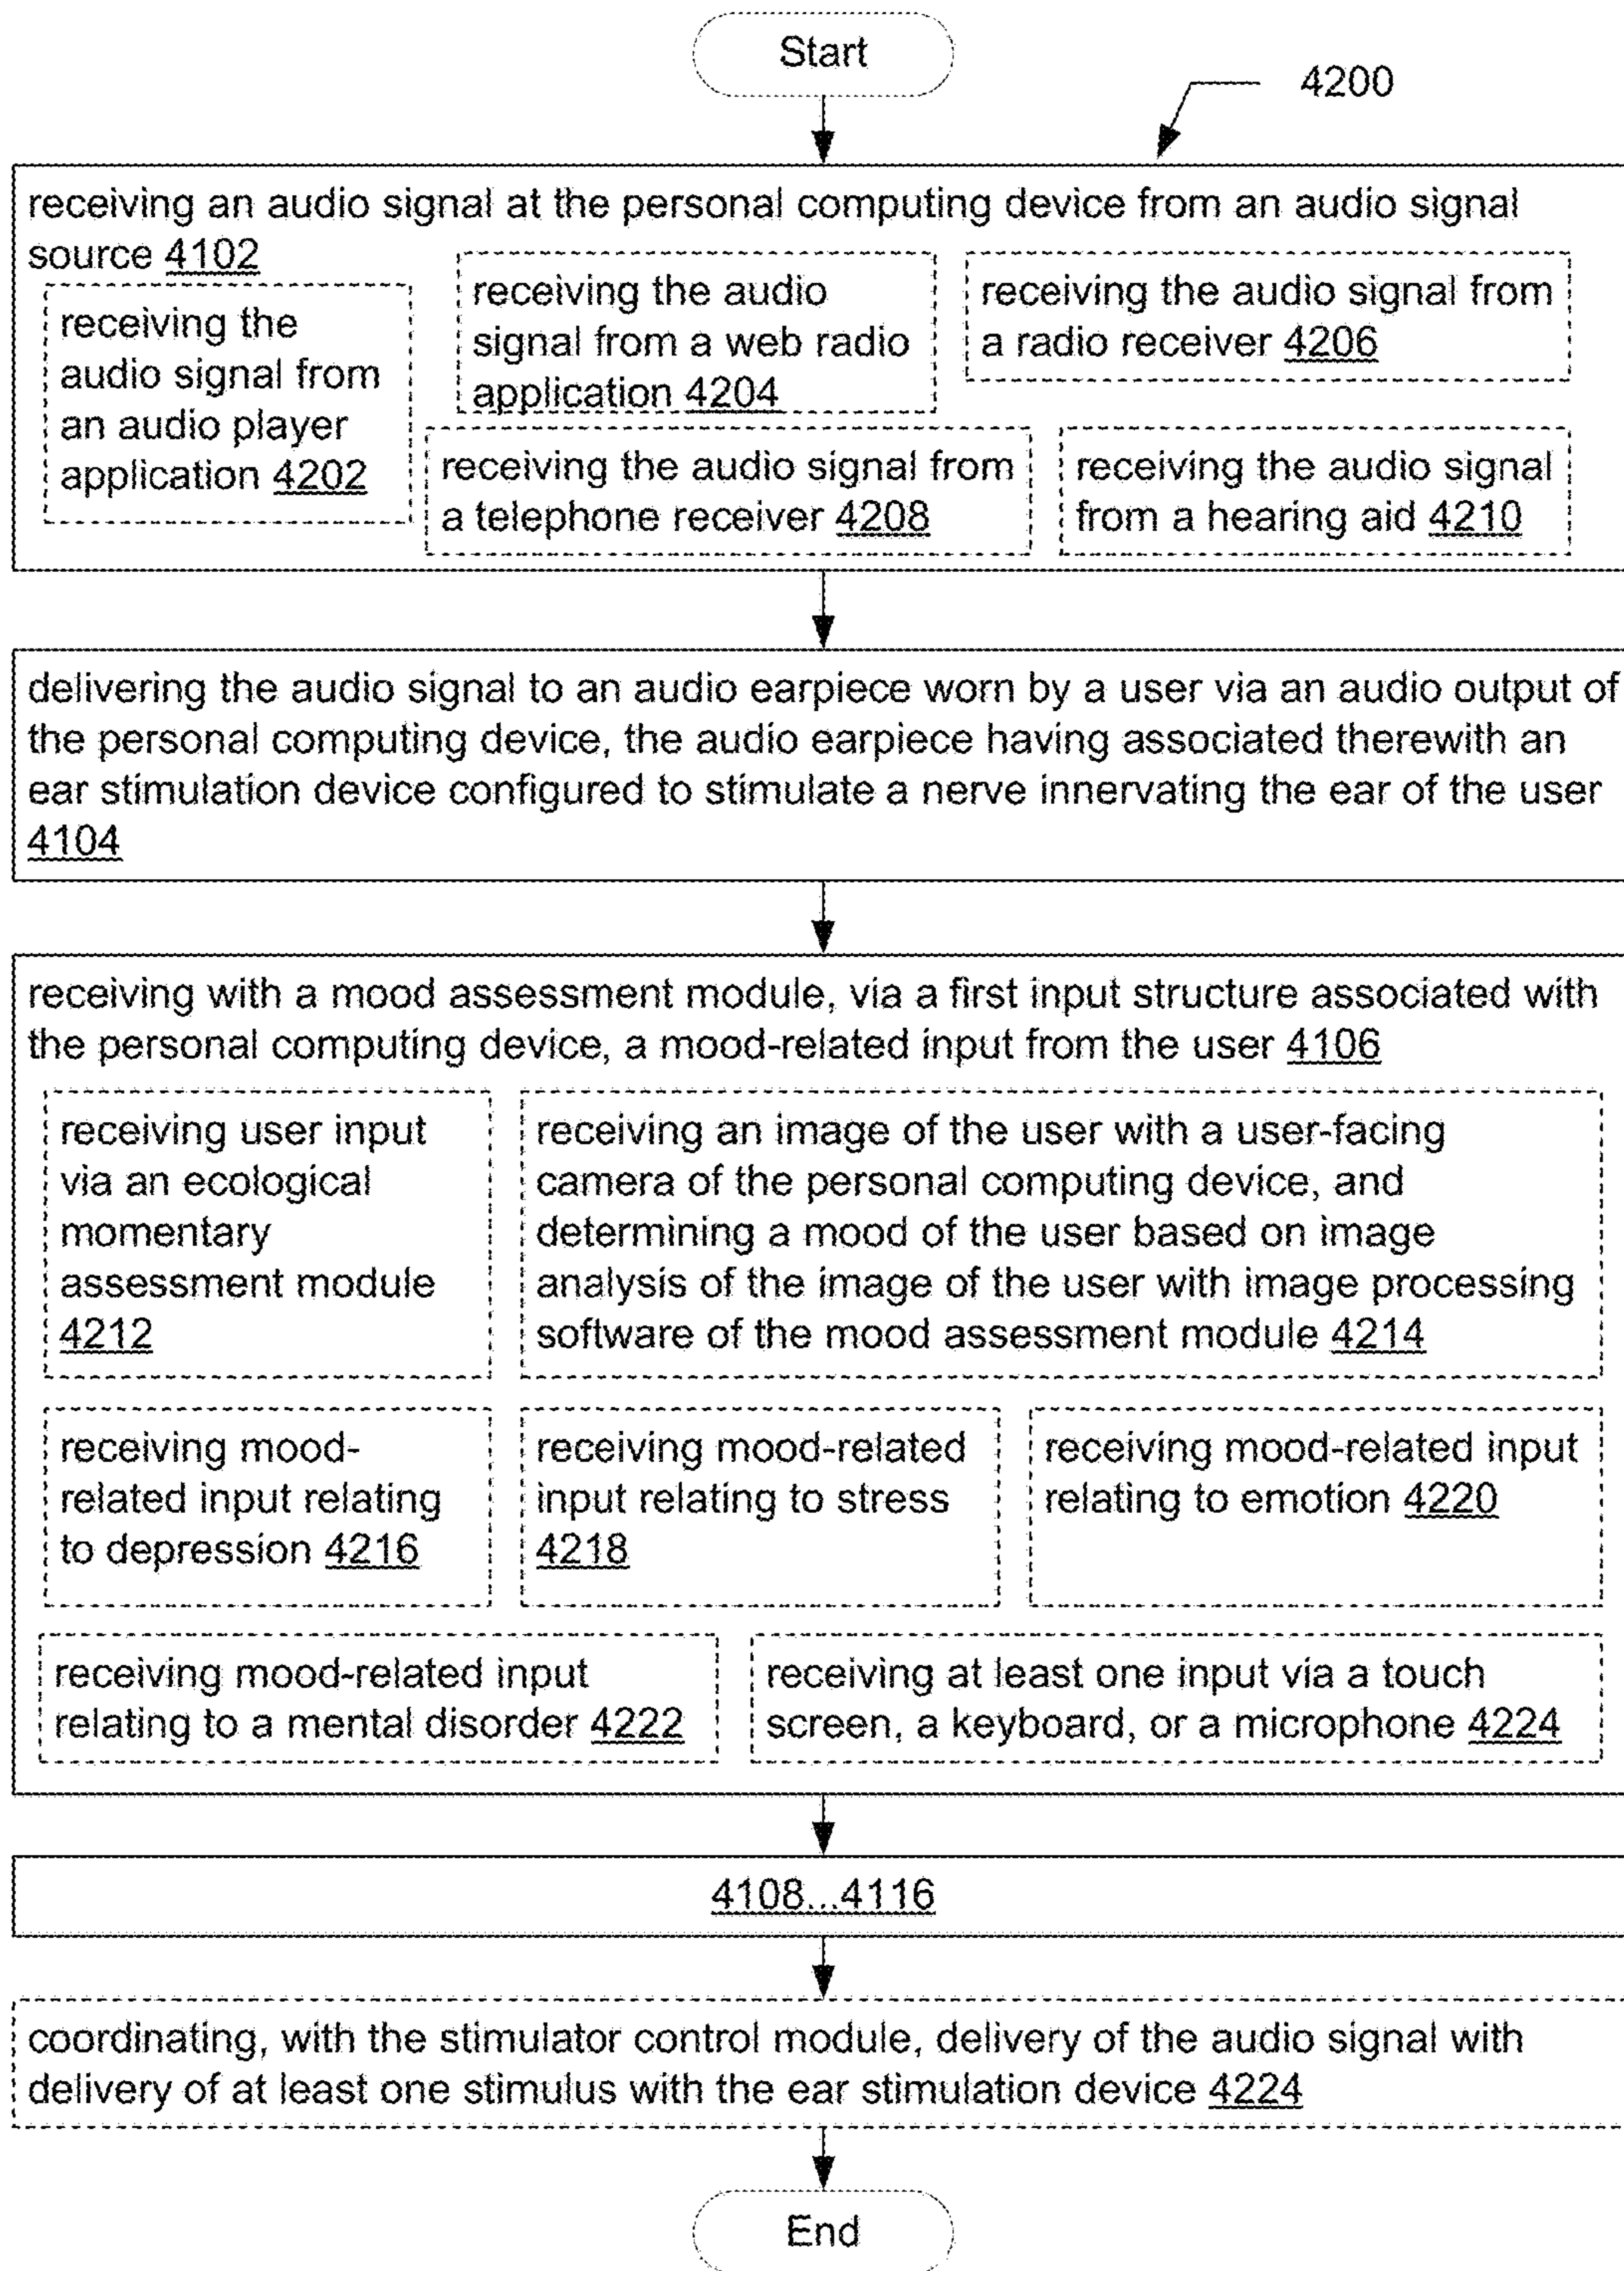 Start
4200
receiving an audio signal at the personal computing device from an audio signal
source 4102
receiving the
audio signal from
an audio player
application 4202
receiving the audio
signal from a web radio
application 4204
receiving the audio signal from
a radio receiver 4206
receiving the audio signal from
a telephone receiver 4208
receiving the audio signal
from a hearing aid 4210
delivering the audio signal to an audio earpiece worn by a user via an audio output of
the personal computing device, the audio earpiece having associated therewith an
ear stimulation device configured to stimulate a nerve innervating the ear of the user
4104
receiving with a mood assessment module, via a first input structure associated with
the personal computing device, a mood-related input from the user 4106
receiving user input
via an ecological
momentary
assessment module
4212
receiving an image of the user with a user-facing
camera of the personal computing device, and
determining a mood of the user based on image
analysis of the image of the user with image processing
software of the mood assessment module 4214
receiving mood-
related input relating
to depression 4216
receiving mood-related
input relating to stress
4218
receiving mood-related input
relating to emotion 4220
receiving mood-related input
relating to a mental disorder 4222
receiving at least one input via a touch
screen, a keyboard, or a microphone 4224
4108...4116
coordinating, with the stimulator control module, delivery of the audio signal with
delivery of at least one stimulus with the ear stimulation device 4224
End